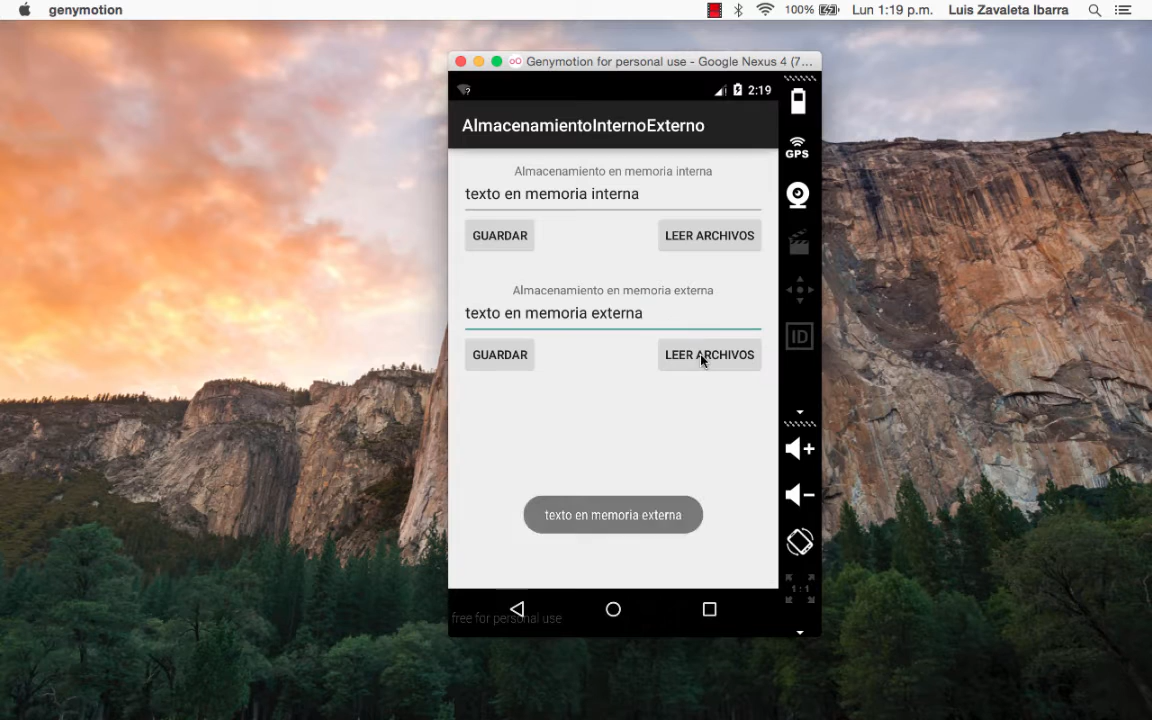 genymotion
100%
Lun 1:19 p.m.
Luis Zavaleta Ibarra
Genymotion for personal use - Google Nexus 4 (7...
2:19
AlmacenamientoInternoExterno
GPS
Almacenamiento en memoria interna
texto en memoria interna
GUARDAR
LEER ARCHIVOS
Almacenamiento en memoria externa
texto en memoria externa
ID
GUARDAR
LEER ARCHIVOS
texto en memoria externa
1:1
free for personal use